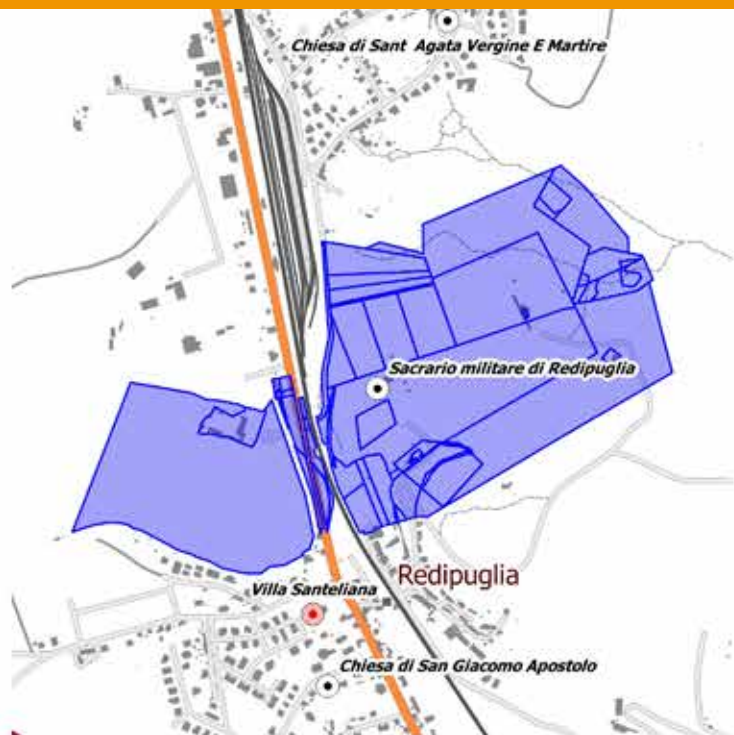 Chiesa di Sant Agata Vergine E Martire
Sacrario militare di Redipuglia
Redipuglia
Villa Santeliana
Chiesa di San Giacomo Apostolo